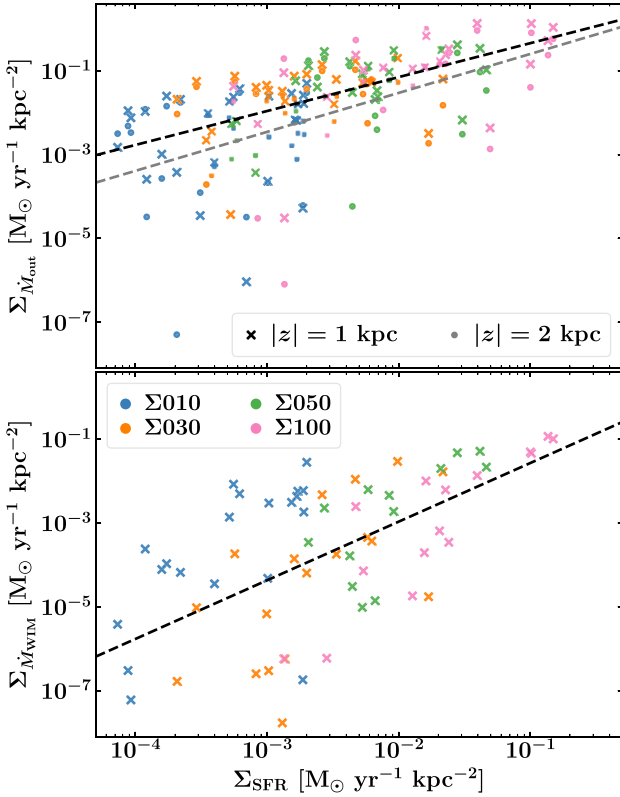 Σ_Ṁout [M⊙ yr⁻¹ kpc⁻²]
10⁻¹
10⁻³
10⁻⁵
10⁻⁷
|z| = 1 kpc |z| = 2 kpc
Σ_ṀWIM [M⊙ yr⁻¹ kpc⁻²]
10⁻¹
10⁻³
10⁻⁵
10⁻⁷
Σ010 Σ050
Σ030 Σ100
10⁻⁴ 10⁻³ 10⁻² 10⁻¹
Σ_SFR [M⊙ yr⁻¹ kpc⁻²]